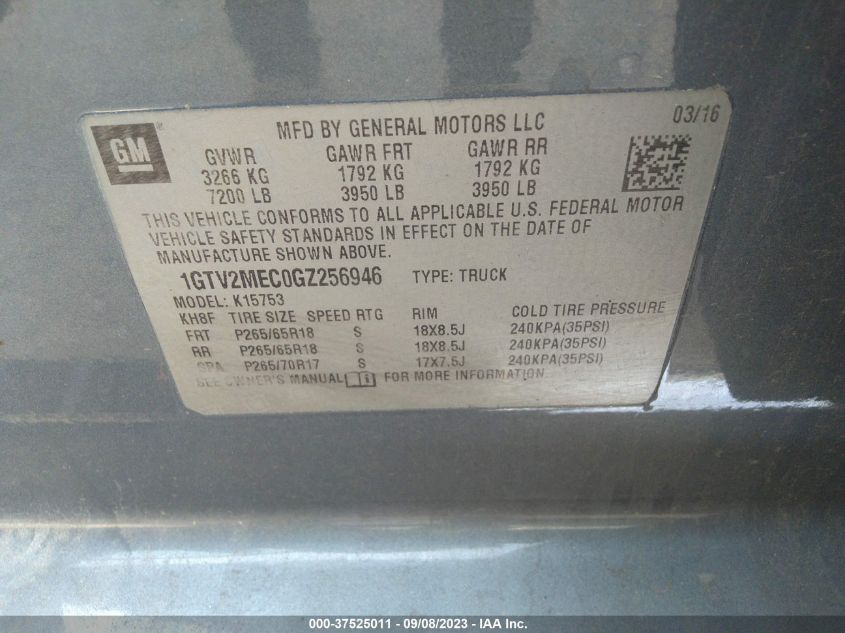 03/16
GM
MFD BY GENERAL MOTORS LLC
GVWR GAWR FRT GAWR RR
3266 KG 1792 KG 1792 KG
7200 LB 3950 LB 3950 LB
THIS VEHICLE CONFORMS TO ALL APPLICABLE U.S. FEDERAL MOTOR
VEHICLE SAFETY STANDARDS IN EFFECT ON THE DATE OF
MANUFACTURE SHOWN ABOVE.
1GTV2MEC0GZ256946 TYPE: TRUCK
MODEL: K15753
KH8F TIRE SIZE SPEED RTG RIM COLD TIRE PRESSURE
FRT P265/65R18 S 18X8.5J 240KPA(35PSI)
RR P265/65R18 S 18X8.5J 240KPA(35PSI)
SPA P265/70R17 S 17X7.5J 240KPA(35PSI)
SEE OWNER'S MANUAL FOR MORE INFORMATION.
000-37525011 - 09/08/2023 - IAA Inc.